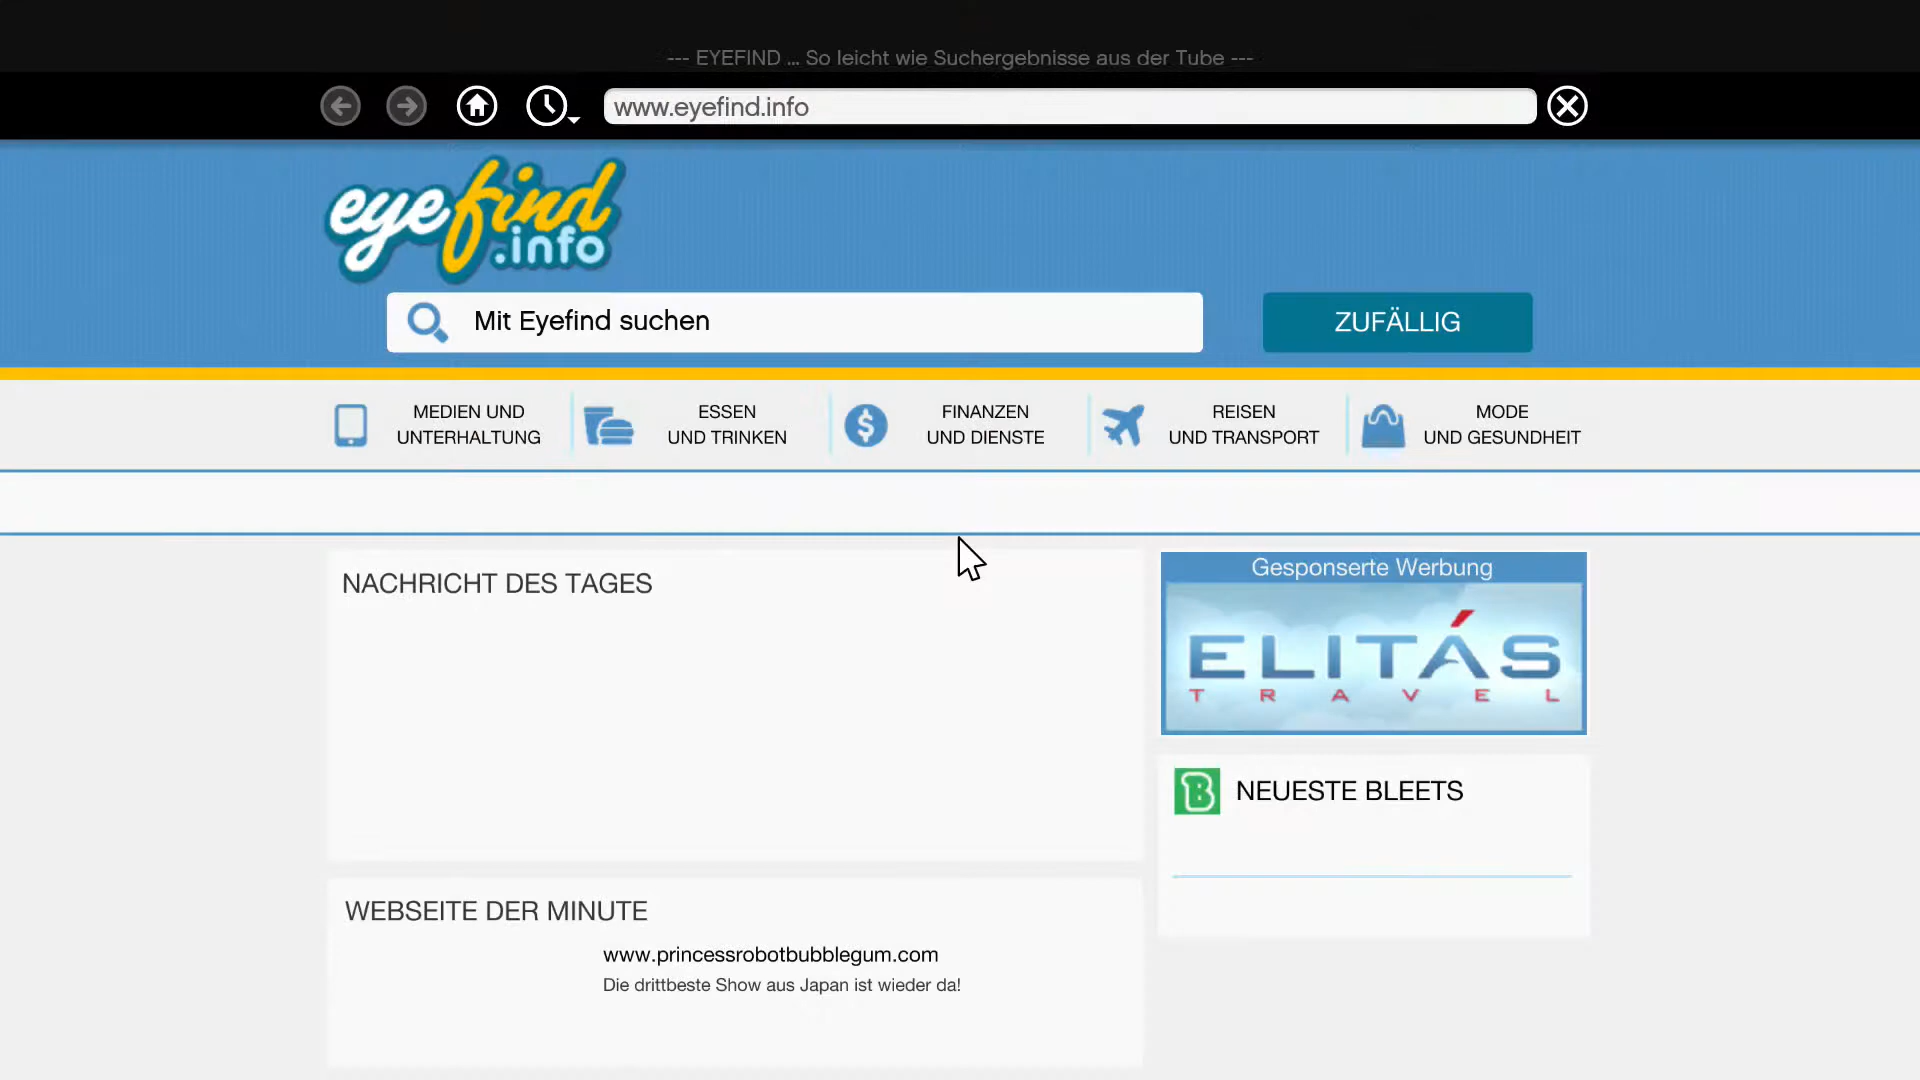 --- EYEFIND ... So leicht wie Suchergebnisse aus der Tube ---
www.eyefind.info
eyefind
.info
Mit Eyefind suchen
ZUFÄLLIG
MEDIEN UND
UNTERHALTUNG
ESSEN
UND TRINKEN
FINANZEN
UND DIENSTE
REISEN
UND TRANSPORT
MODE
UND GESUNDHEIT
NACHRICHT DES TAGES
Gesponserte Werbung
ELITÁS
TRAVEL
B NEUESTE BLEETS
WEBSEITE DER MINUTE
www.princessrobotbubblegum.com
Die drittbeste Show aus Japan ist wieder da!